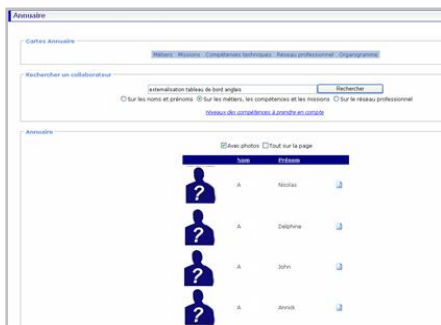 Annuaire
Cartes Annuaire
Métiers Missions Compétences techniques Réseau professionnel Organigramme
Rechercher un collaborateur
externalisation tableau de bord anglais Rechercher
Sur les noms et prénoms Sur les métiers, les compétences et les missions Sur le réseau professionnel
Niveaux des compétences à prendre en compte
Annuaire
Avec photos Tout sur la page
Nom Prénom
? A Nicolas
? A Delphine
? A John
? A Annick